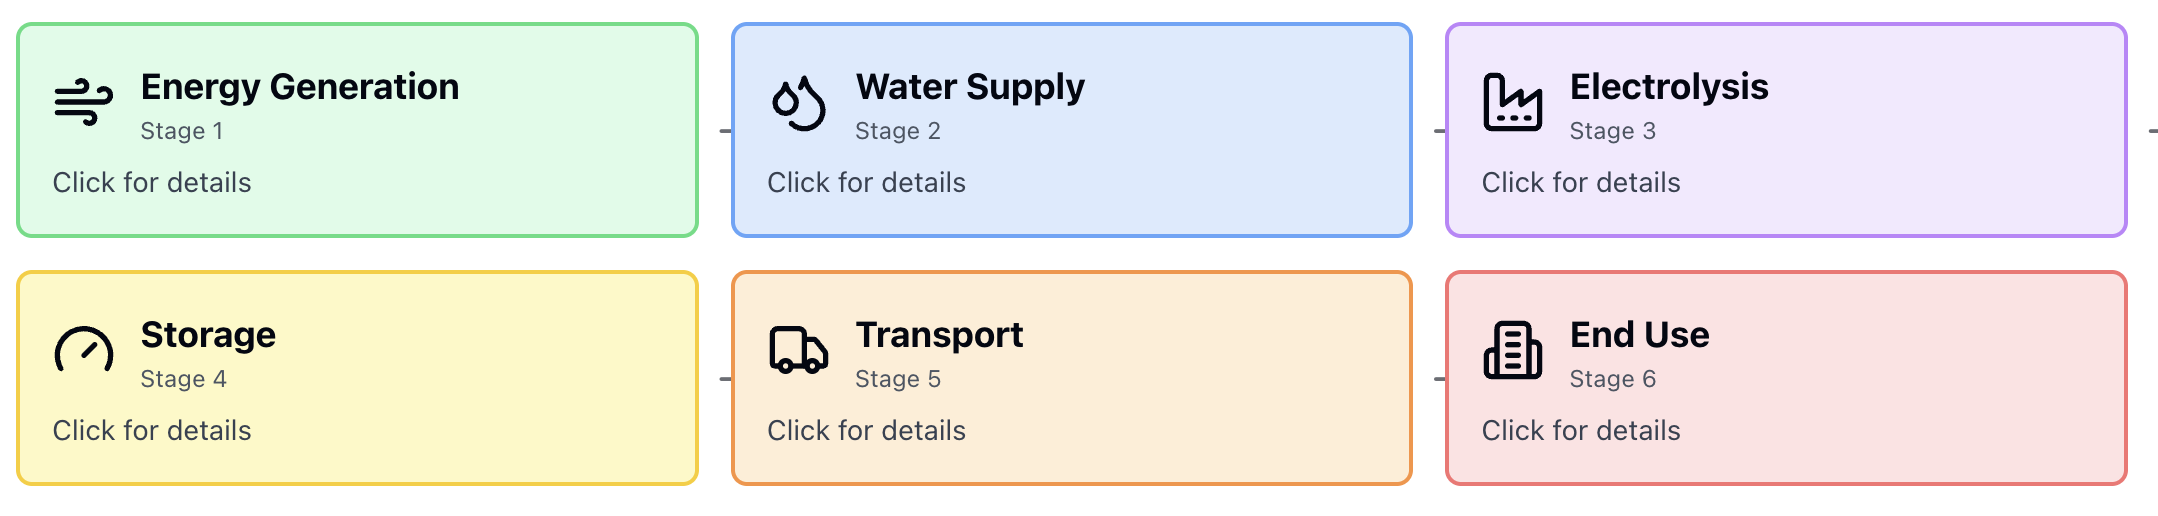 Energy Generation
Stage 1
Click for details
Water Supply
Stage 2
Click for details
Electrolysis
Stage 3
Click for details
Storage
Stage 4
Click for details
Transport
Stage 5
Click for details
End Use
Stage 6
Click for details